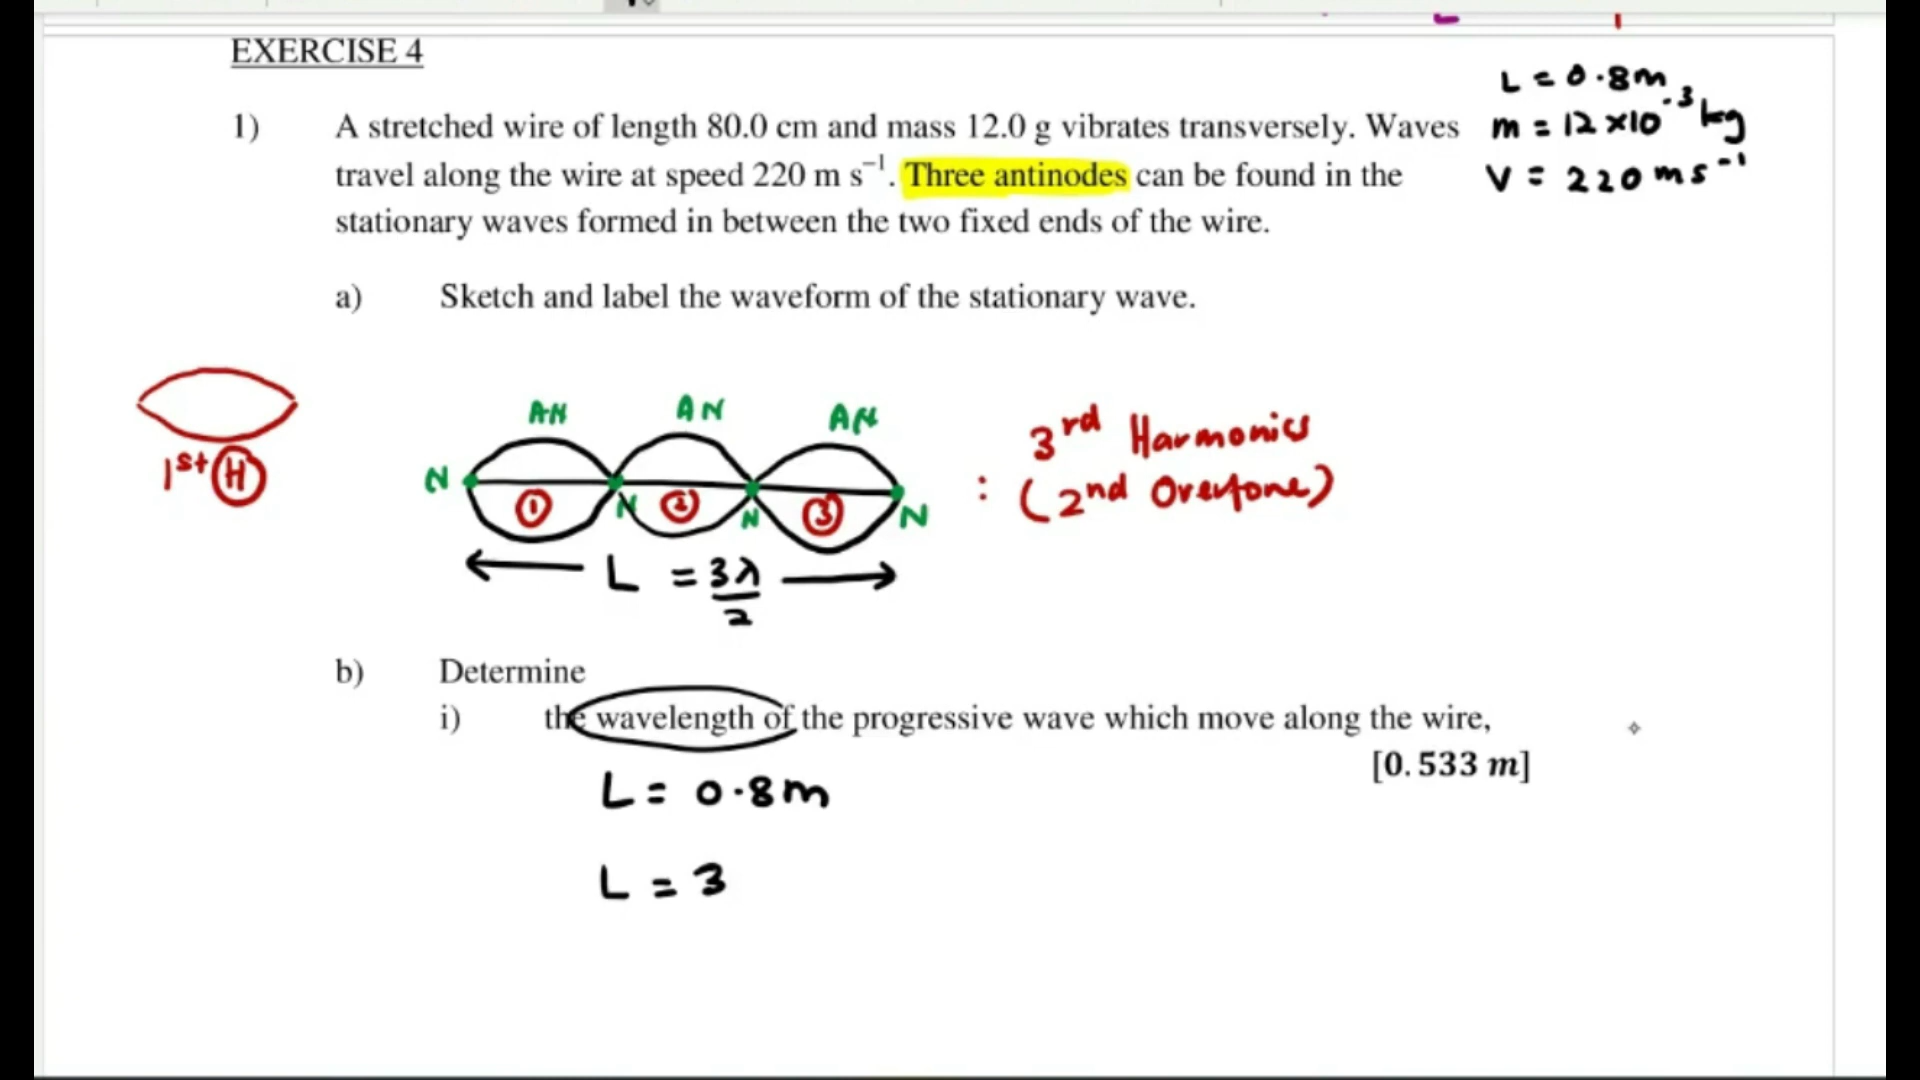 EXERCISE 4
L = 0.8m
m = 12 × 10⁻³ kg
V = 220 m s⁻¹
1) A stretched wire of length 80.0 cm and mass 12.0 g vibrates transversely. Waves
travel along the wire at speed 220 m s⁻¹. Three antinodes can be found in the
stationary waves formed in between the two fixed ends of the wire.
a) Sketch and label the waveform of the stationary wave.
1st H
AN AN AN
N N N N
① ② ③
L = 3λ/2
: 3rd Harmonics
(2nd Overtone)
b) Determine
i) the wavelength of the progressive wave which move along the wire,
[0.533 m]
L = 0.8m
L = 3